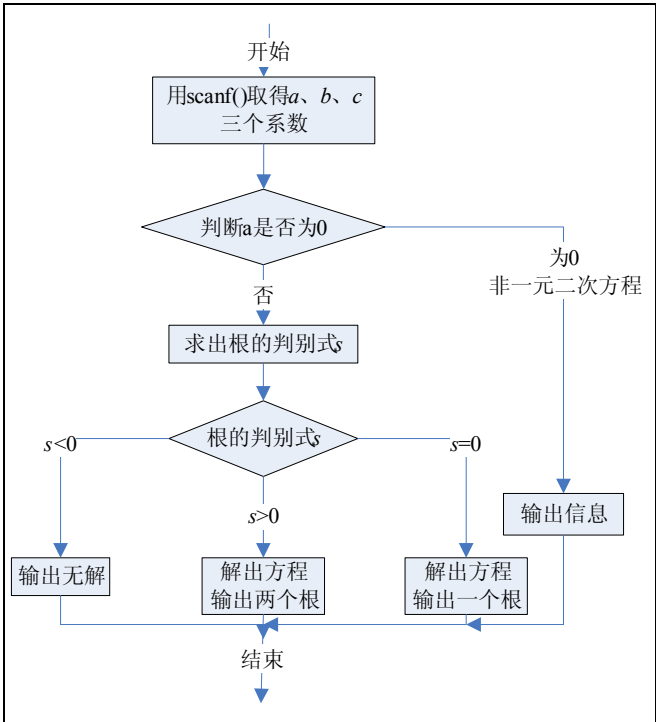 开始
用scanf()取得a、b、c
三个系数
判断a是否为0
为0
非一元二次方程
否
求出根的判别式s
根的判别式s
s<0
s=0
s>0
输出信息
输出无解
解出方程
输出两个根
解出方程
输出一个根
结束